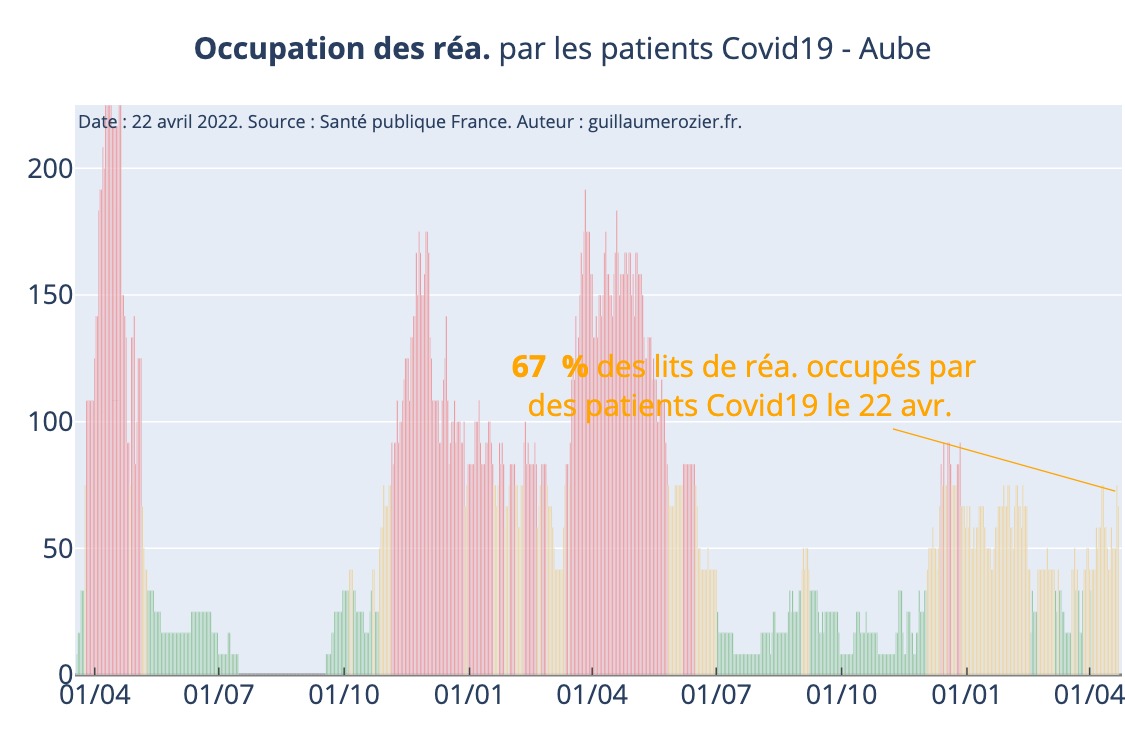 Occupation des réa. par les patients Covid19 - Aube
Date : 22 avril 2022. Source : Santé publique France. Auteur : guillaumerozier.fr.
200
150
67 % des lits de réa. occupés par
des patients Covid19 le 22 avr.
100
50
0
01/04 01/07 01/10 01/01 01/04 01/07 01/10 01/01 01/04